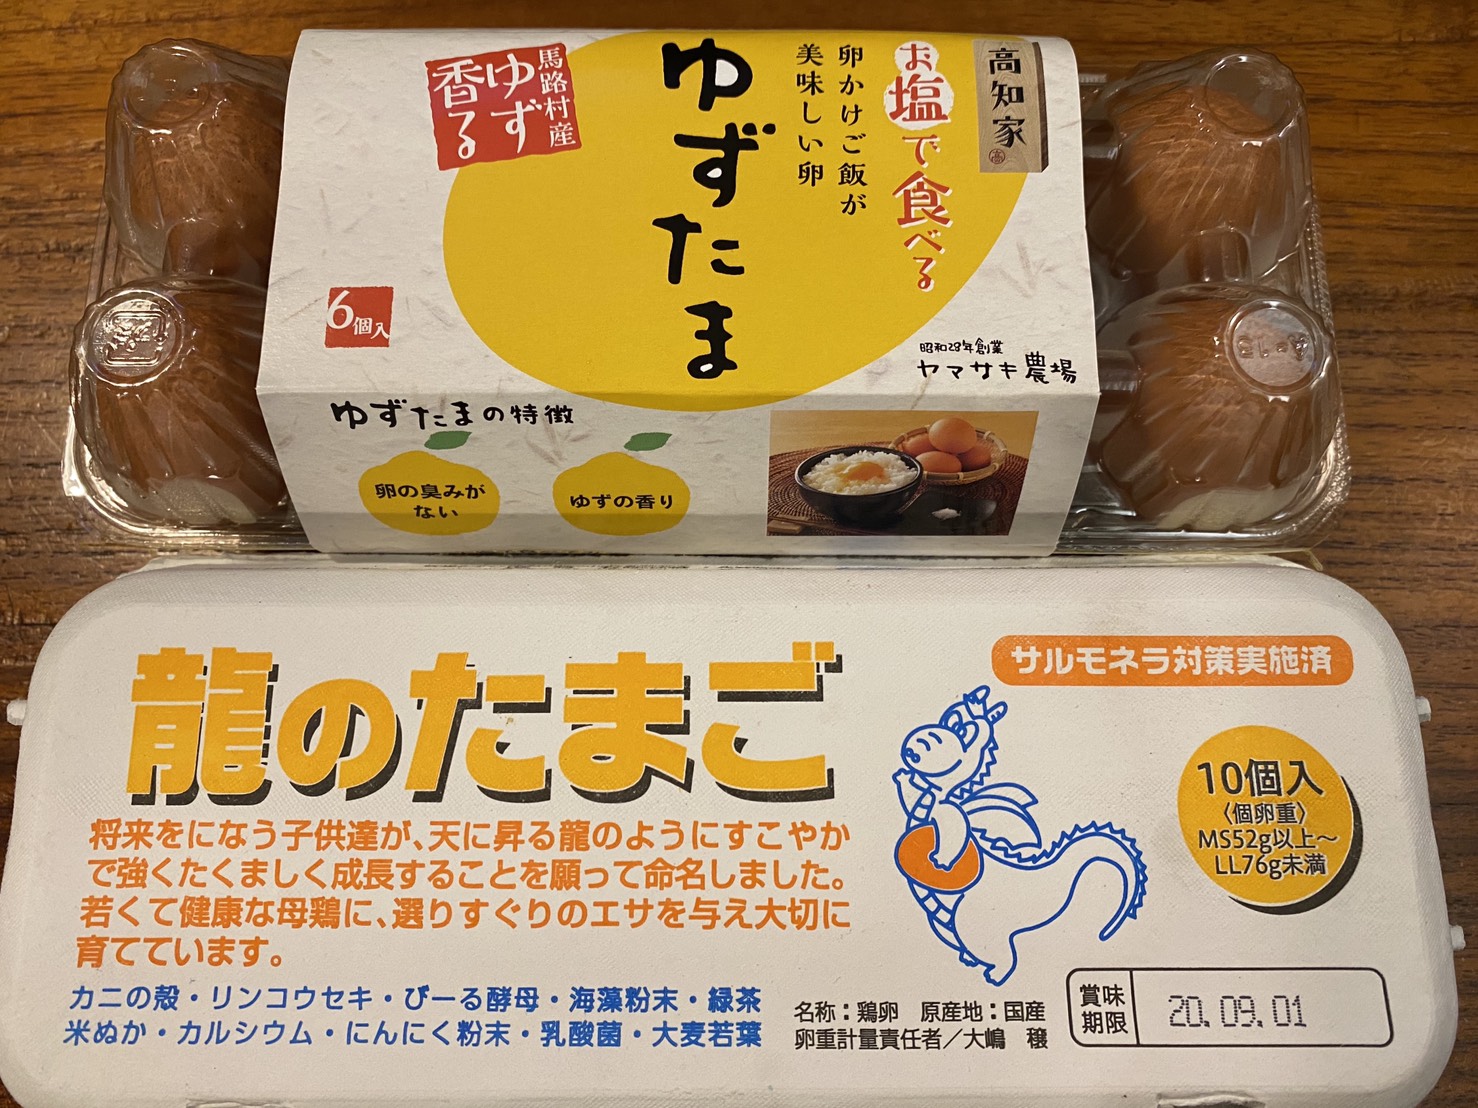 高知家
お塩で食べる
卵かけご飯が
美味しい卵
ゆずたま
馬路村産
ゆず
香る
6個入
昭和28年創業
ヤマサキ農場
ゆずたまの特徴
卵の臭みが
ない
ゆずの香り
龍のたまご
サルモネラ対策実施済
将来をになう子供達が、天に昇る龍のようにすこやか
で強くたくましく成長することを願って命名しました。
若くて健康な母鶏に、選りすぐりのエサを与え大切に
育てています。
カニの殻・リンコウセキ・びーる酵母・海藻粉末・緑茶
米ぬか・カルシウム・にんにく粉末・乳酸菌・大麦若葉
10個入
〈個卵重〉
MS52g以上~
LL76g未満
名称：鶏卵　原産地：国産
卵重計量責任者／大嶋　穣
賞味
期限
20.09.01